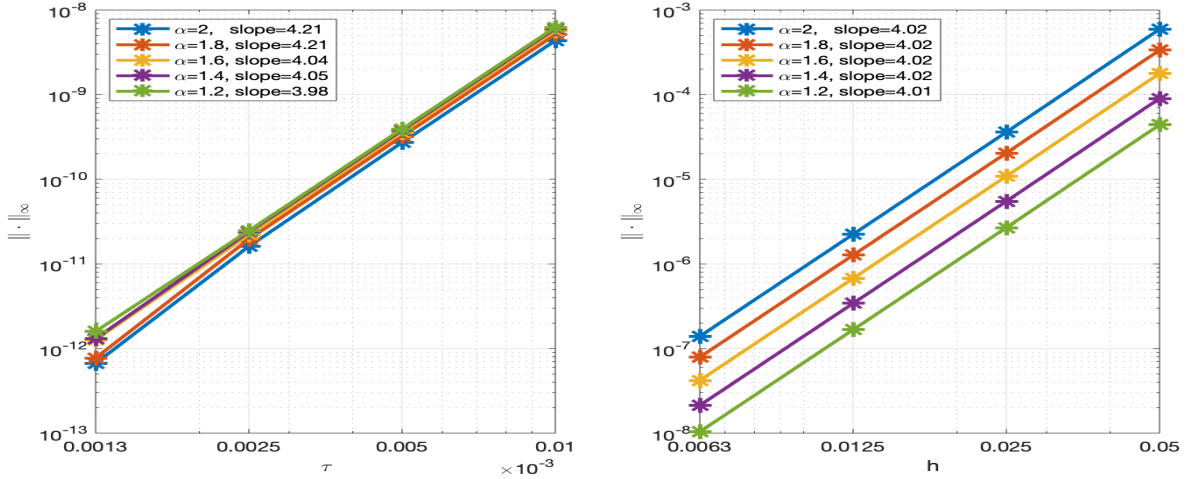 10^-8
10^-9
10^-10
10^-11
10^-12
10^-13
‖ · ‖∞
α=2, slope=4.21
α=1.8, slope=4.21
α=1.6, slope=4.04
α=1.4, slope=4.05
α=1.2, slope=3.98
0.0013 0.0025 0.005 0.01
τ ×10^-3
10^-3
10^-4
10^-5
10^-6
10^-7
10^-8
‖ · ‖∞
α=2, slope=4.02
α=1.8, slope=4.02
α=1.6, slope=4.02
α=1.4, slope=4.02
α=1.2, slope=4.01
0.0063 0.0125 0.025 0.05
h